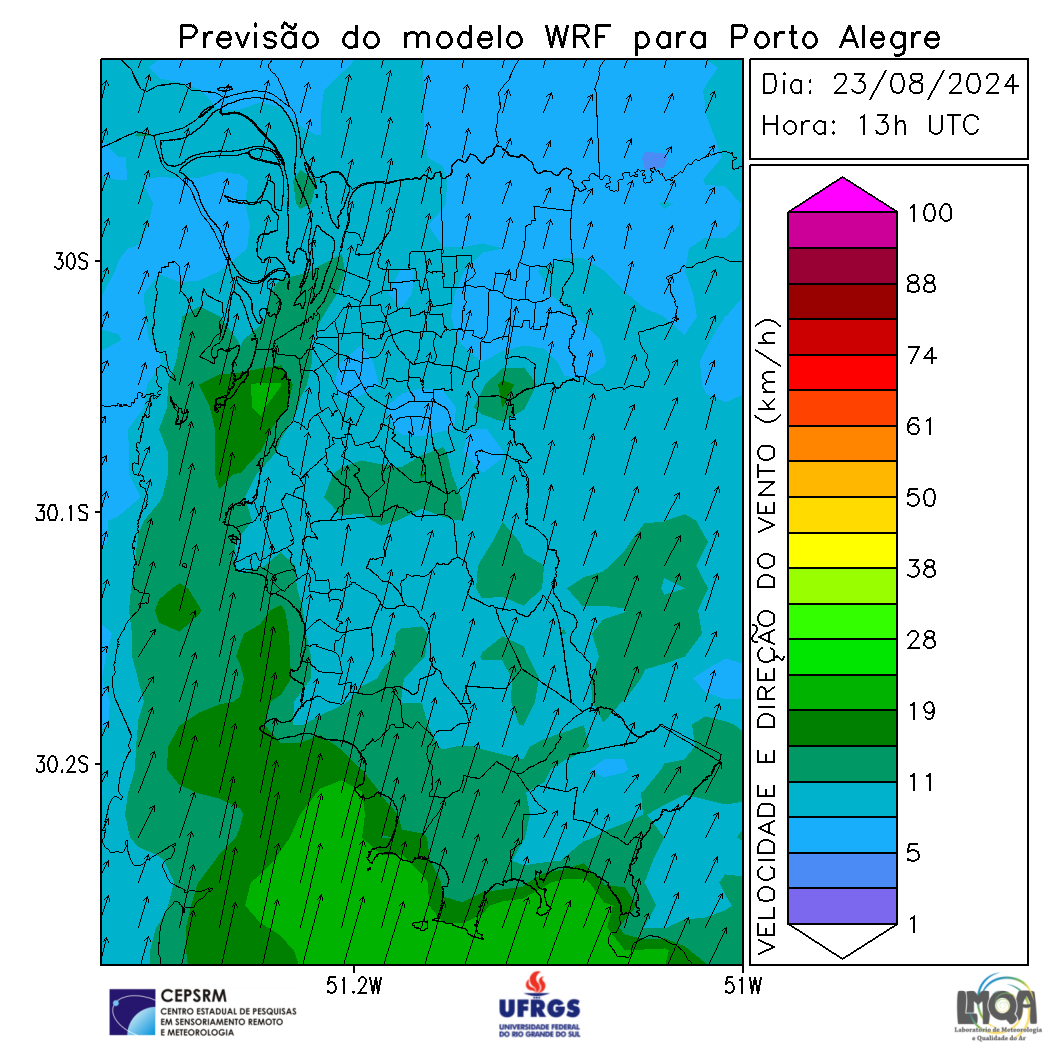 Previsão do modelo WRF para Porto Alegre
Dia: 23/08/2024
Hora: 13h UTC
30S
30.1S
30.2S
51.2W
51W
VELOCIDADE E DIREÇÃO DO VENTO (km/h)
100
88
74
61
50
38
28
19
11
5
1
CEPSRM
CENTRO ESTADUAL DE PESQUISAS
EM SENSORIAMENTO REMOTO
E METEOROLOGIA
UFRGS
UNIVERSIDADE FEDERAL
DO RIO GRANDE DO SUL
LMQA
Laboratório de Meteorologia
e Qualidade do Ar